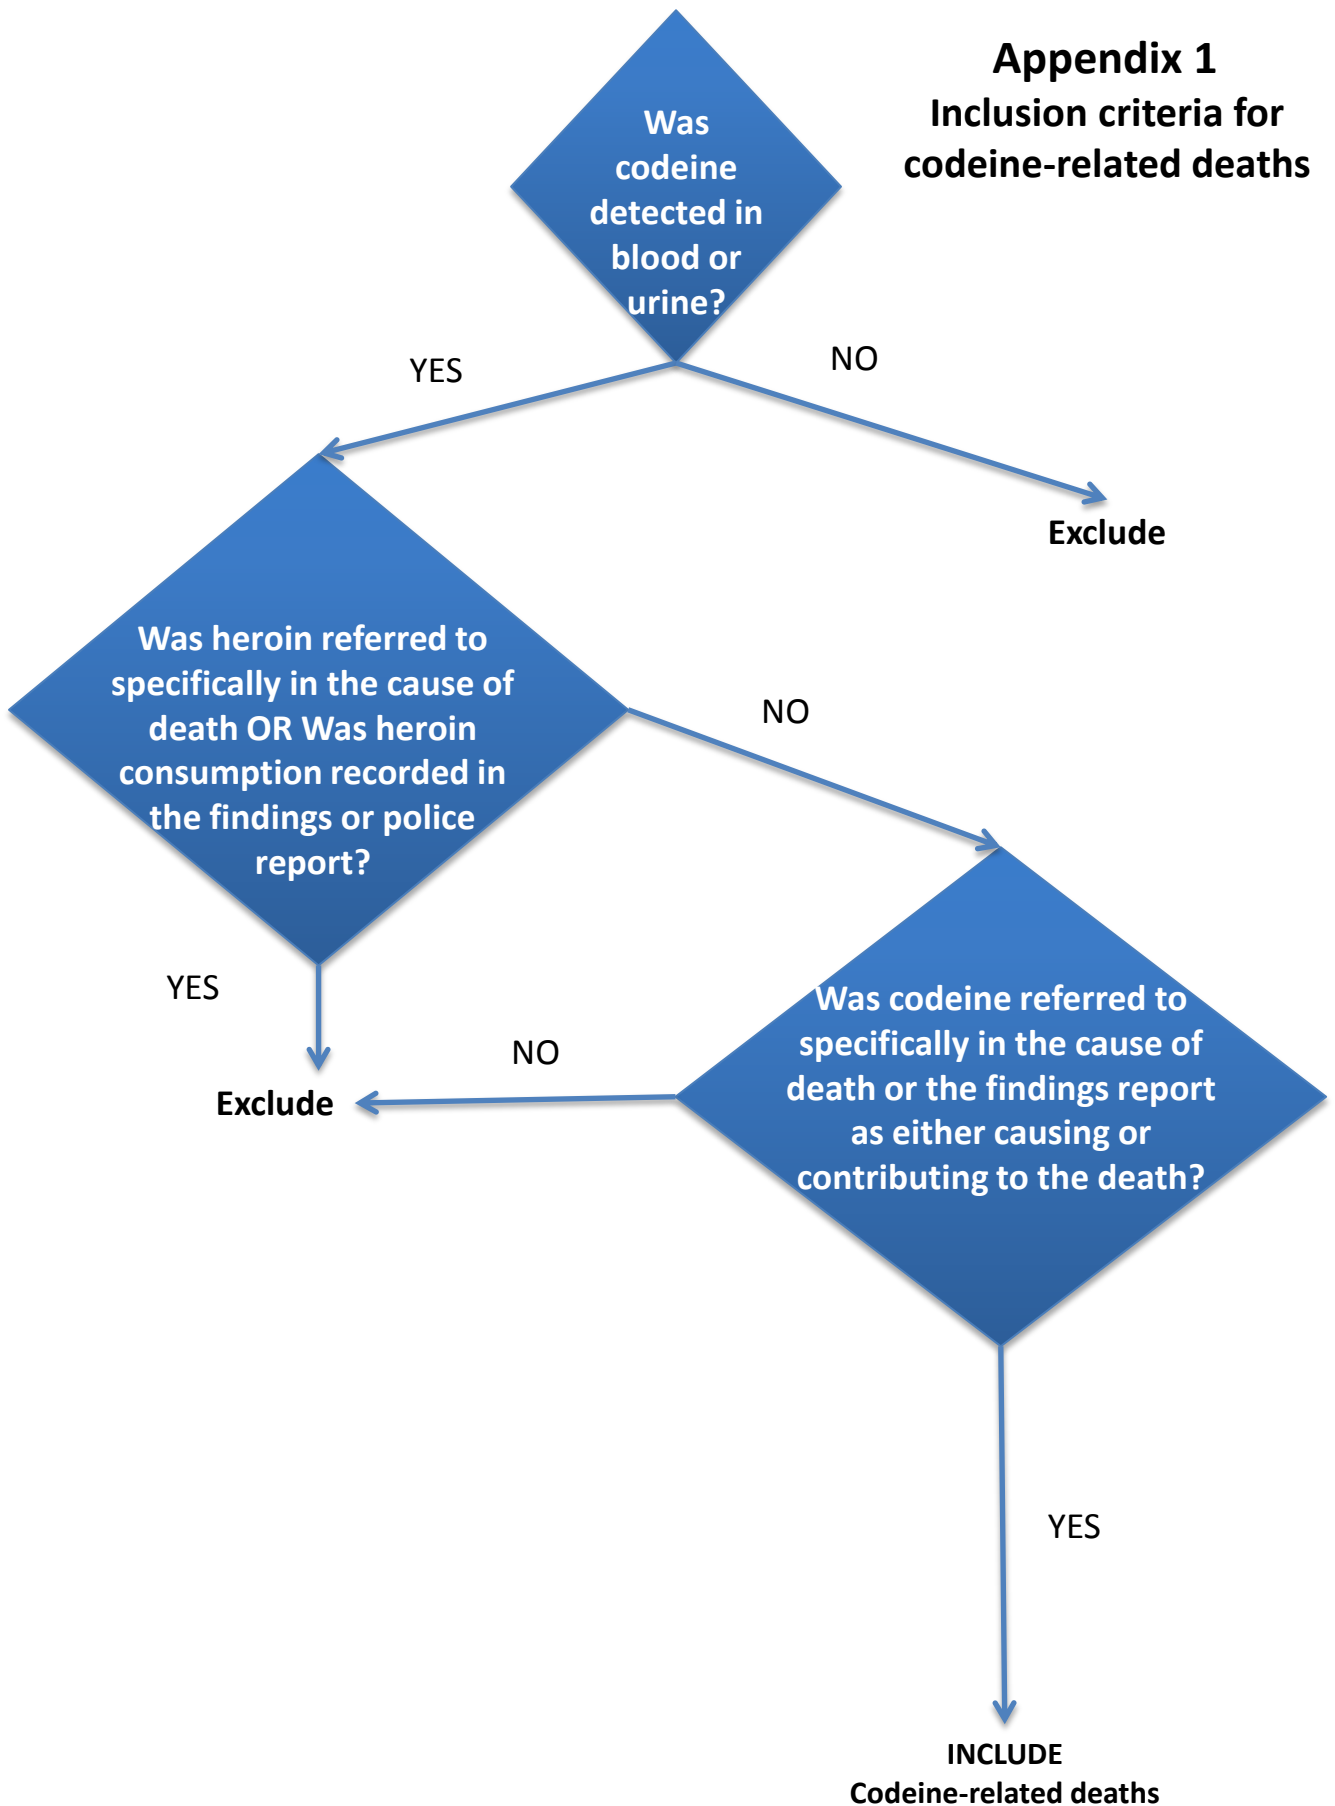 Appendix 1
Inclusion criteria for
codeine-related deaths
Was
codeine
detected in
blood or
urine?
YES
NO
Exclude
Was heroin referred to
specifically in the cause of
death OR Was heroin
consumption recorded in
the findings or police
report?
NO
YES
Was codeine referred to
specifically in the cause of
death or the findings report
as either causing or
contributing to the death?
NO
Exclude
YES
INCLUDE
Codeine-related deaths